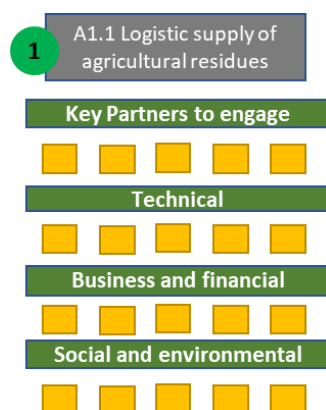 1
A1.1 Logistic supply of
agricultural residues
Key Partners to engage
Technical
Business and financial
Social and environmental